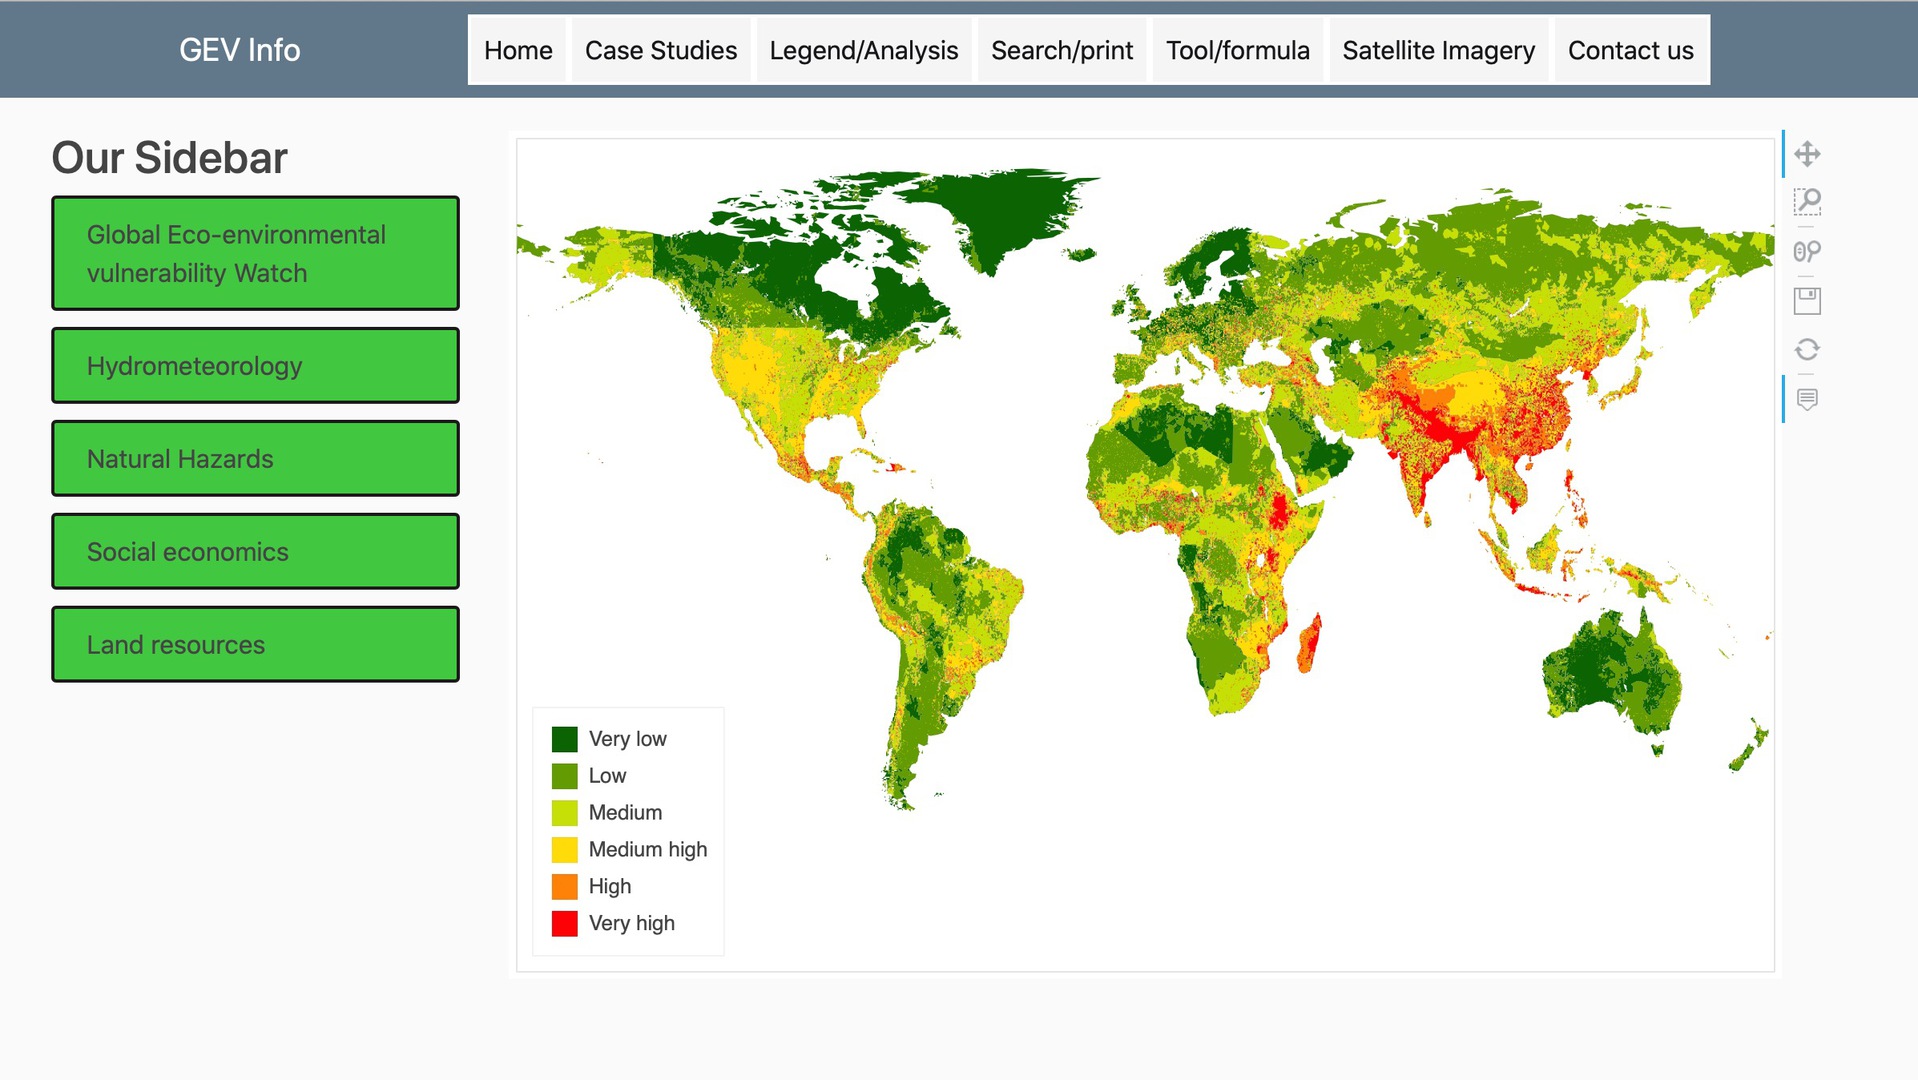 GEV Info
Home
Case Studies
Legend/Analysis
Search/print
Tool/formula
Satellite Imagery
Contact us
Our Sidebar
Global Eco-environmental
vulnerability Watch
Hydrometeorology
Natural Hazards
Social economics
Land resources
Very low
Low
Medium
Medium high
High
Very high